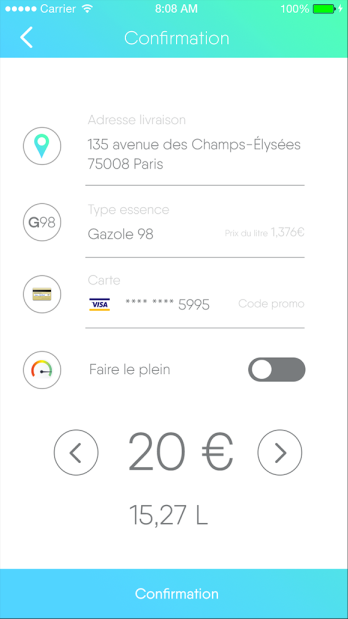 Carrier 8:08 AM 100%
Confirmation
Adresse livraison
135 avenue des Champs-Élysées
75008 Paris
Type essence
G98
Gazole 98 Prix du litre 1,376€
Carte
VISA **** **** 5995 Code promo
Faire le plein
20 €
15,27 L
Confirmation